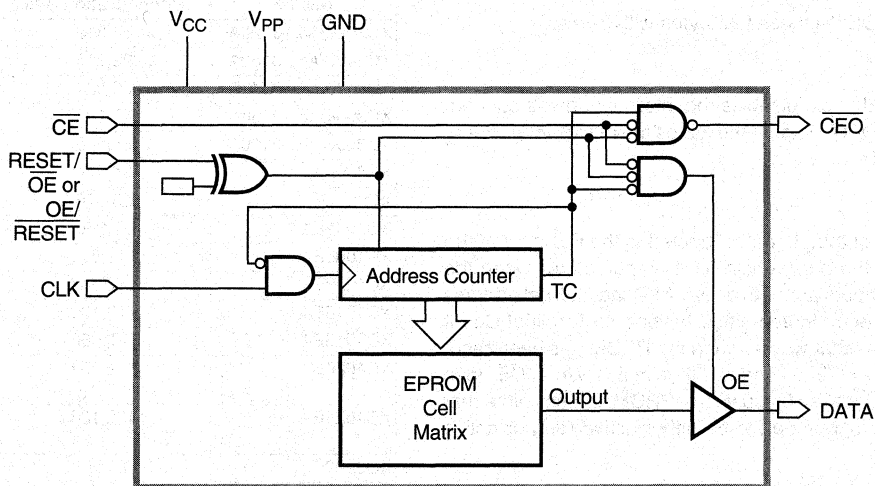 VCC
VPP
GND
CE
CEO
RESET/
OE or
OE/
RESET
CLK
Address Counter
TC
EPROM
Cell
Matrix
Output
OE
DATA